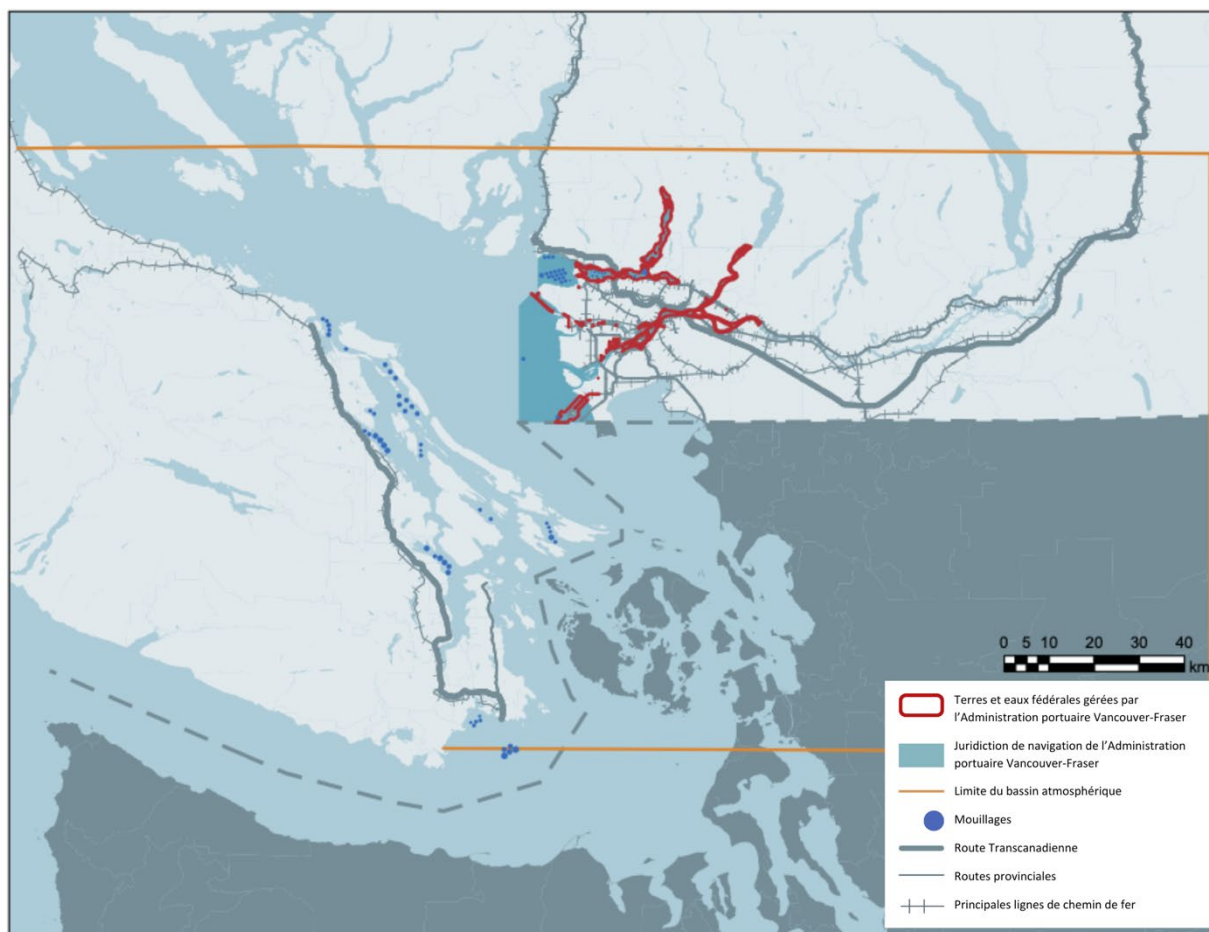 0 5 10 20 30 40
km
Terres et eaux fédérales gérées par
l'Administration portuaire Vancouver-Fraser
Juridiction de navigation de l'Administration
portuaire Vancouver-Fraser
Limite du bassin atmosphérique
Mouillages
Route Transcanadienne
Routes provinciales
Principales lignes de chemin de fer